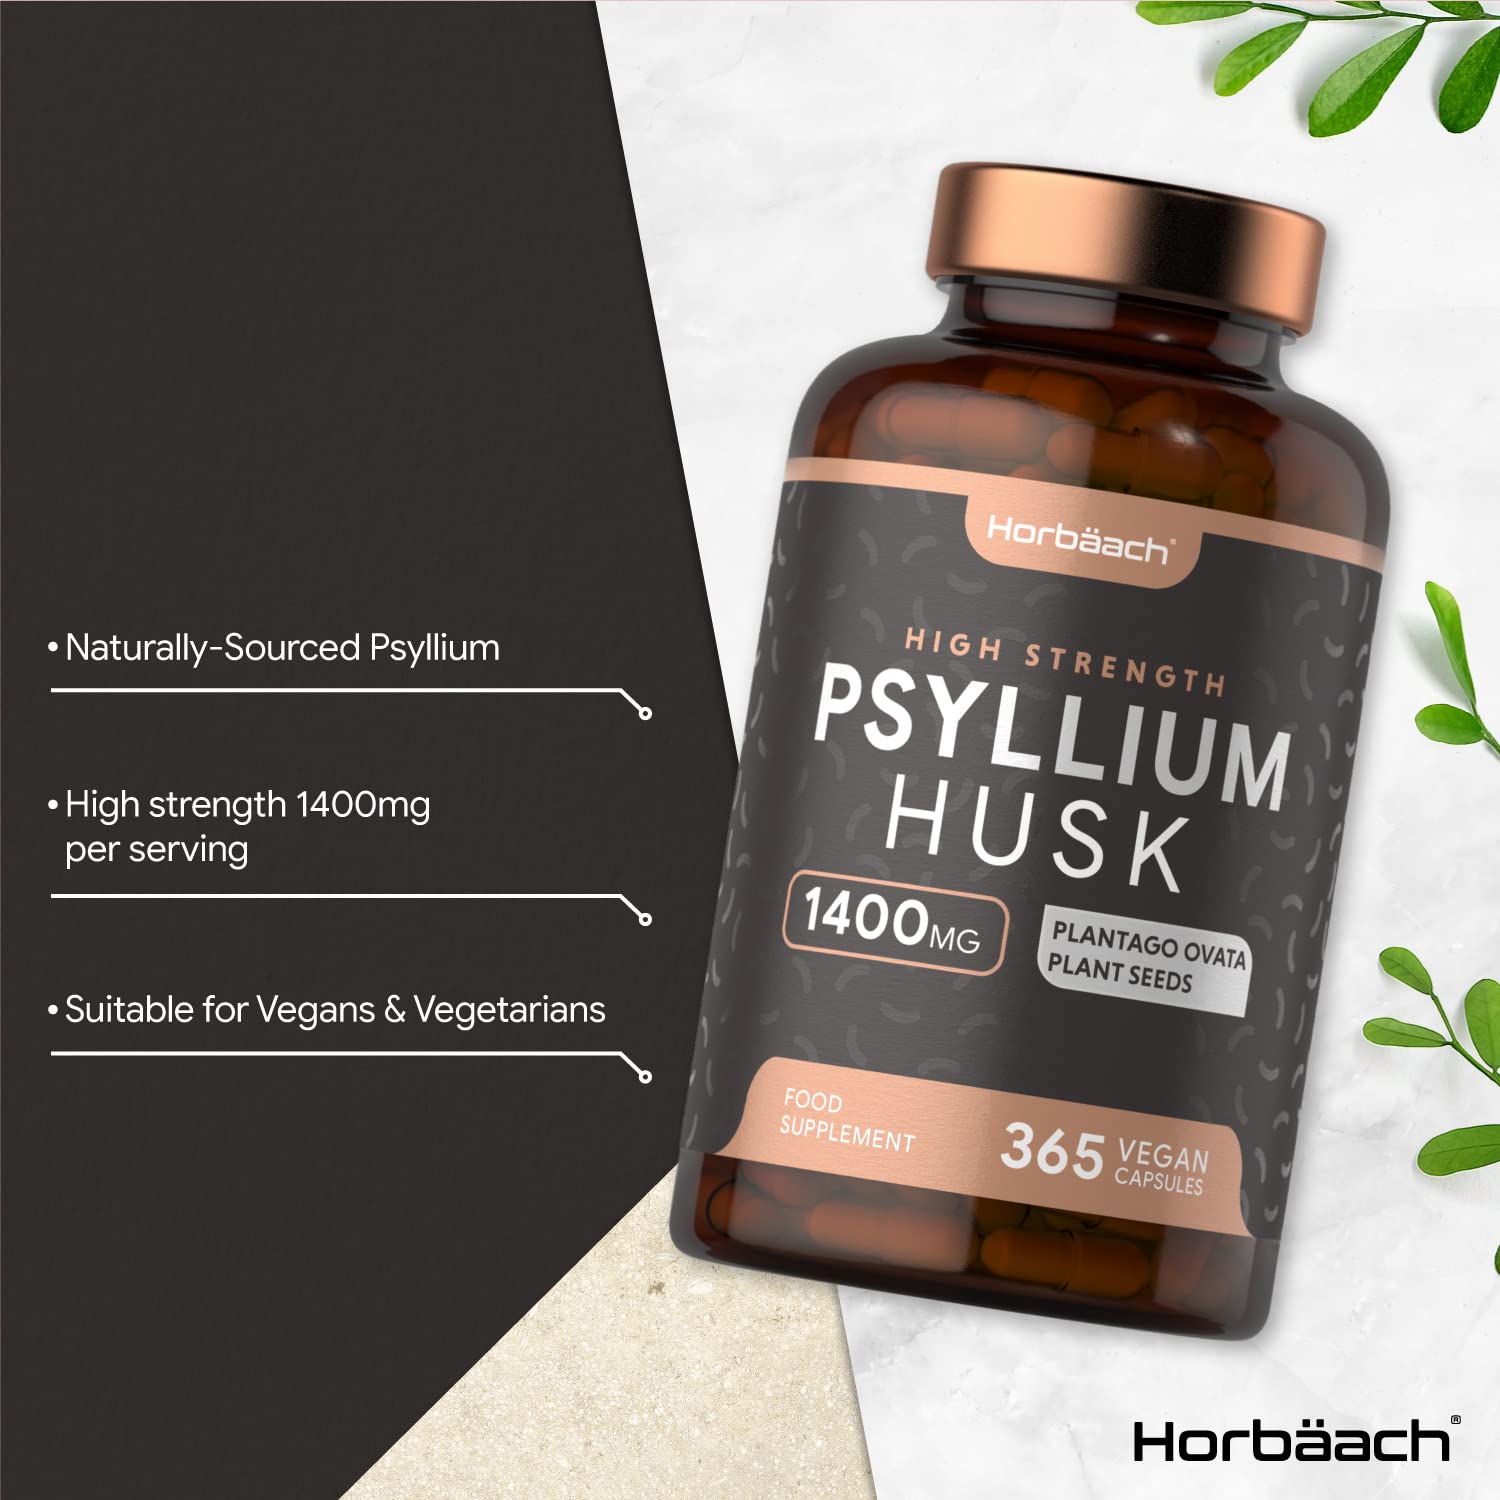 • Naturally-Sourced Psyllium
• High strength 1400mg
per serving
• Suitable for Vegans & Vegetarians
Horbäach®
HIGH STRENGTH
PSYLLIUM
HUSK
1400MG
PLANTAGO OVATA
PLANT SEEDS
FOOD
SUPPLEMENT
365 VEGAN
CAPSULES
Horbäach®